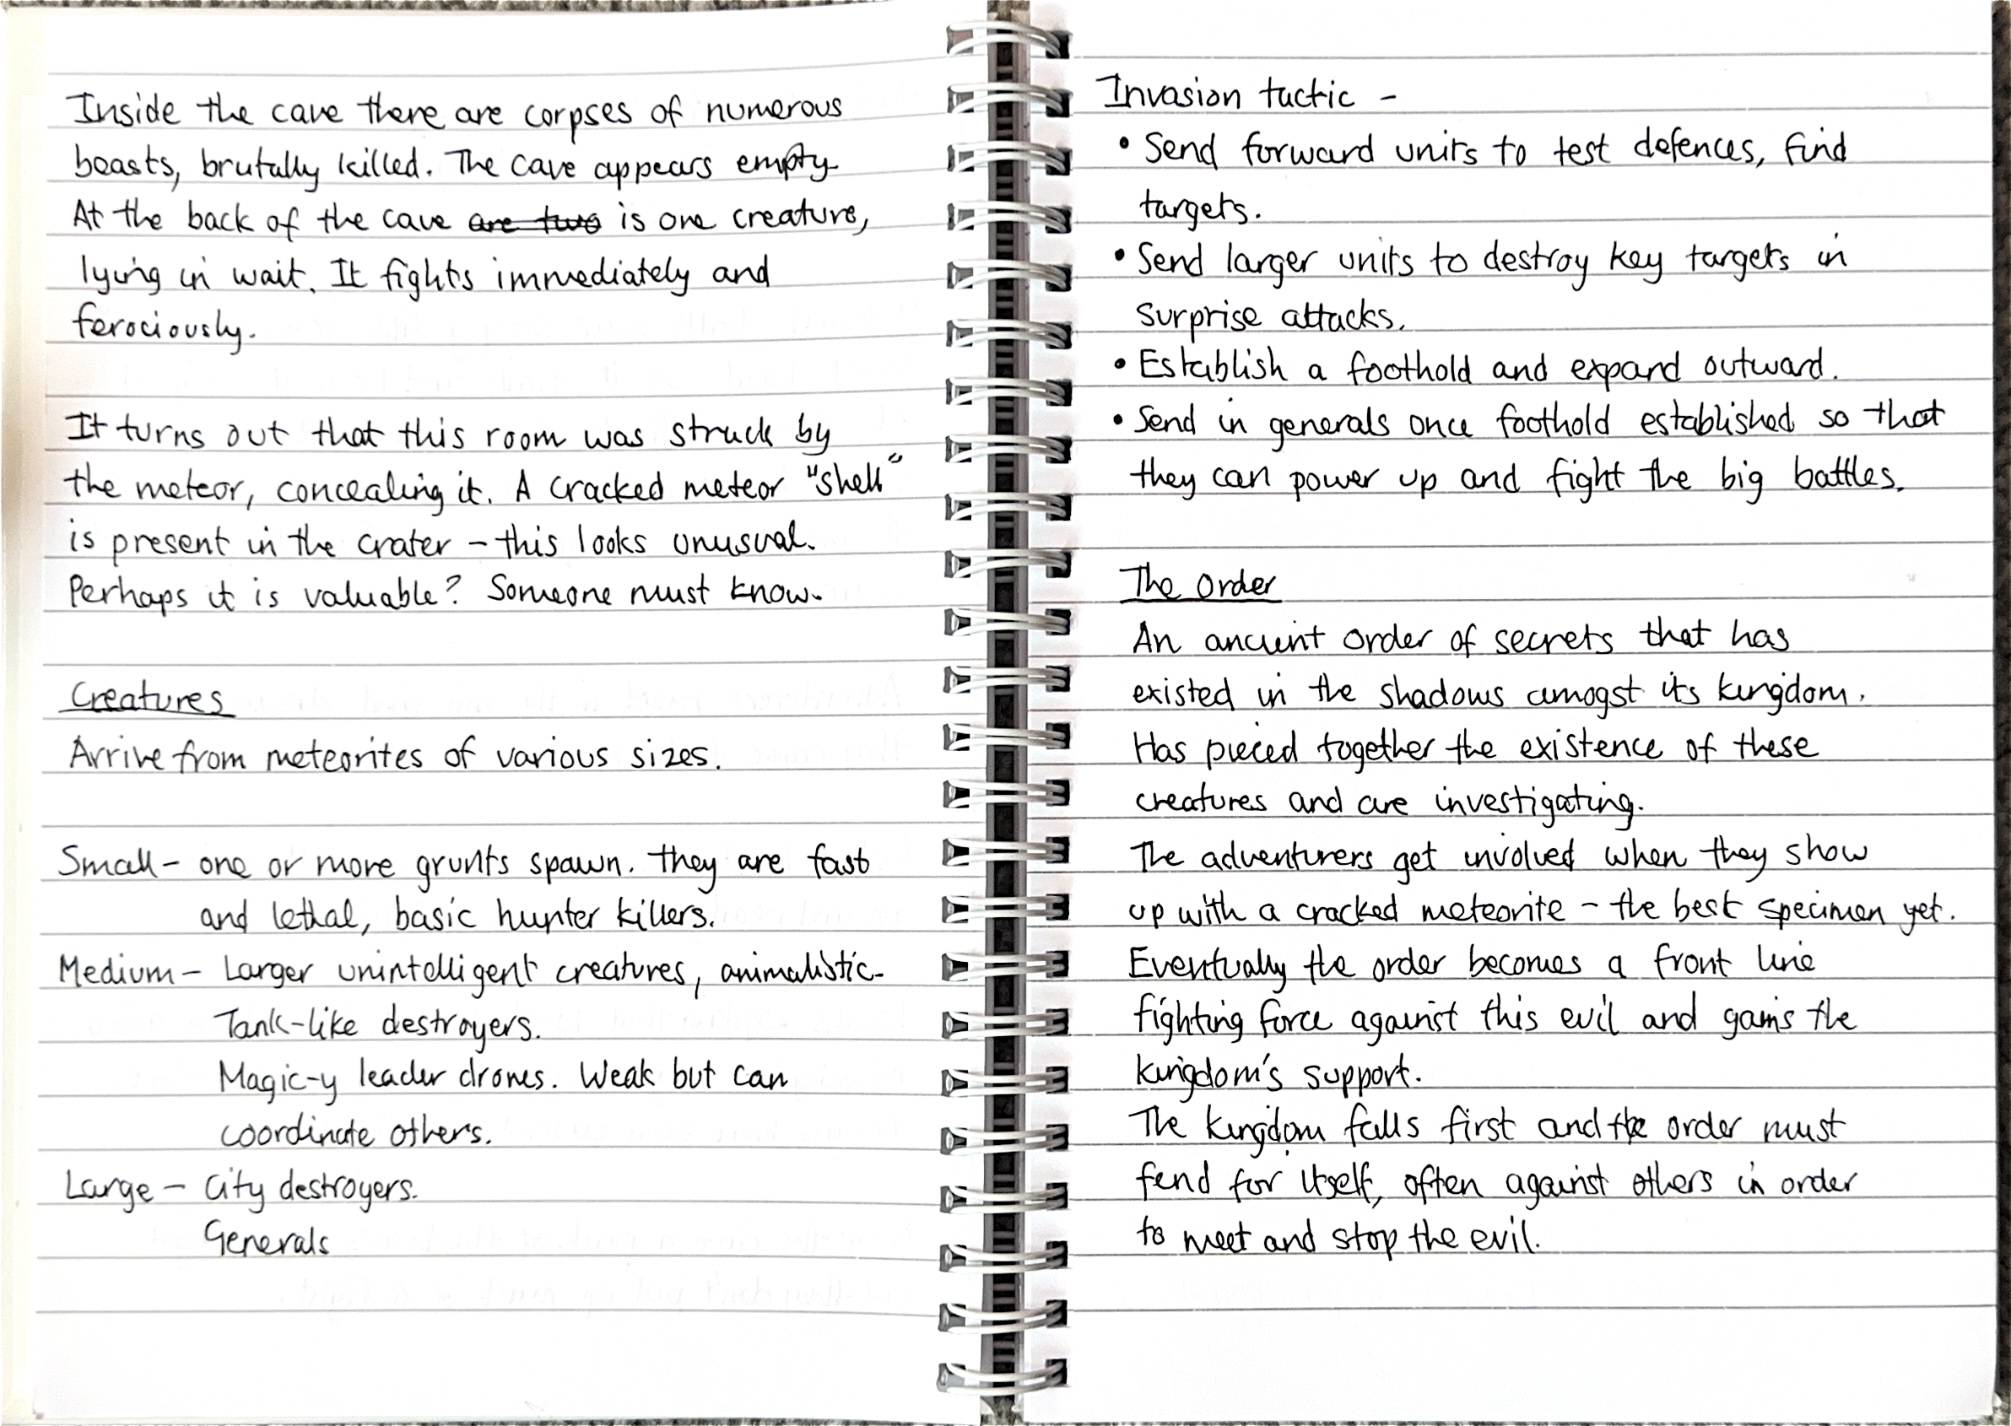 Inside the cave there are corpses of numerous
beasts, brutally killed. The cave appears empty.
At the back of the cave are two is one creature,
lying in wait. It fights immediately and
ferociously.
It turns out that this room was struck by
the meteor, concealing it. A cracked meteor "shell"
is present in the crater - this looks unusual.
Perhaps it is valuable? Someone must know.
Creatures
Arrive from meteorites of various sizes.
Small - one or more grunts spawn. they are fast
and lethal, basic hunter killers.
Medium - Larger unintelligent creatures, animalistic.
Tank-like destroyers.
Magic-y leader drones. Weak but can
coordinate others.
Large - City destroyers.
Generals
Invasion tactic -
• Send forward units to test defences, find
targets.
• Send larger units to destroy key targets in
surprise attacks.
• Establish a foothold and expand outward.
• Send in generals once foothold established so that
they can power up and fight the big battles.
The Order
An ancient order of secrets that has
existed in the shadows amogst its kingdom.
Has pieced together the existence of these
creatures and are investigating.
The adventurers get involved when they show
up with a cracked meteorite - the best specimen yet.
Eventually the order becomes a front line
fighting force against this evil and gains the
kingdom's support.
The kingdom falls first and the order must
fend for itself, often against others in order
to meet and stop the evil.